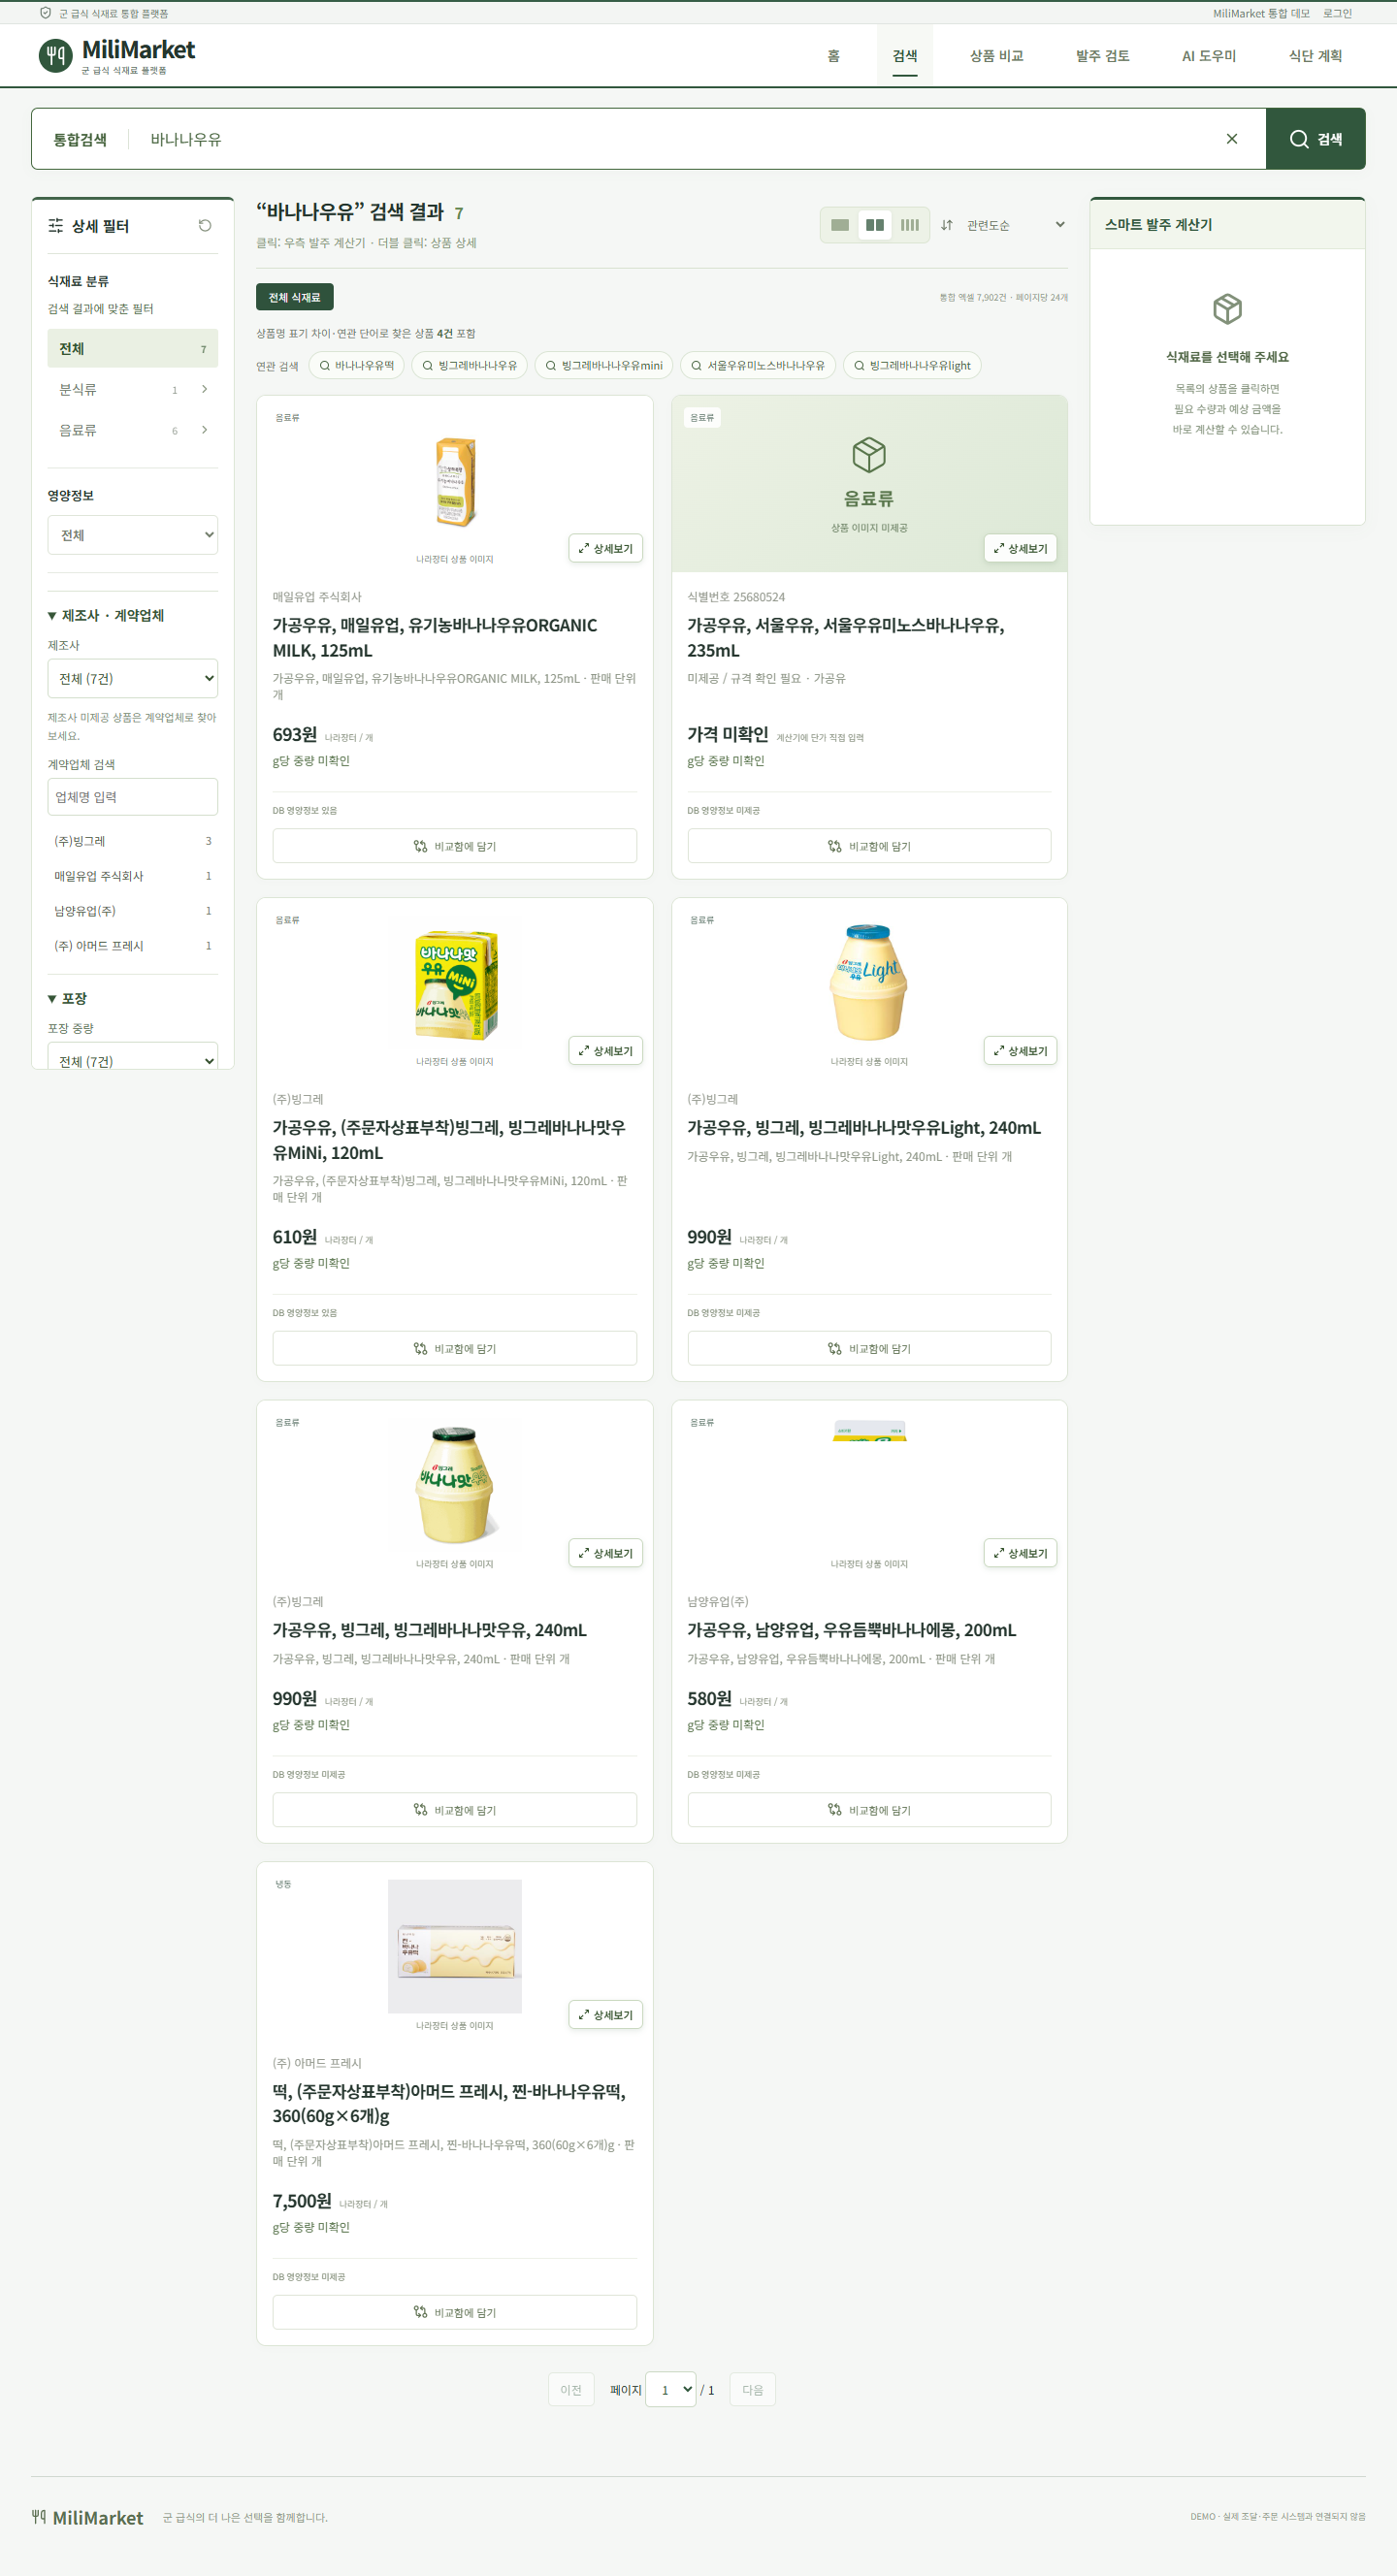 군 급식 식재료 통합 플랫폼
MiliMarket 통합 데모 로그인
MiliMarket
군 급식 식재료 플랫폼
홈 검색 상품 비교 발주 검토 AI 도우미 식단 계획
통합검색 바나나우유 검색
상세 필터
식재료 분류
검색 결과에 맞춘 필터
전체 7
분식류 1
음료류 6
영양정보
전체
제조사 · 계약업체
제조사
전체 (7건)
제조사 미제공 상품은 계약업체로 찾아
보세요.
계약업체 검색
업체명 입력
(주)빙그레 3
매일유업 주식회사 1
남양유업(주) 1
(주) 아머드 프레시 1
포장
포장 중량
전체 (7건)
“바나나우유” 검색 결과 7
클릭: 우측 발주 계산기 · 더블 클릭: 상품 상세
관련도순
전체 식재료
통합 엑셀 7,902건 · 페이지당 24개
상품명 표기 차이·연관 단어로 찾은 상품 4건 포함
연관 검색 바나나우유떡 빙그레바나나우유 빙그레바나나우유mini 서울우유미노스바나나우유 빙그레바나나우유light
음료류
나라장터 상품 이미지
상세보기
매일유업 주식회사
가공우유, 매일유업, 유기농바나나우유ORGANIC
MILK, 125mL
가공우유, 매일유업, 유기농바나나우유ORGANIC MILK, 125mL · 판매 단위
개
693원 나라장터 / 개
g당 중량 미확인
DB 영양정보 있음
비교함에 담기
음료류
음료류
상품 이미지 미제공
상세보기
식별번호 25680524
가공우유, 서울우유, 서울우유미노스바나나우유,
235mL
미제공 / 규격 확인 필요 · 가공유
가격 미확인 계산기에 단가 직접 입력
g당 중량 미확인
DB 영양정보 미제공
비교함에 담기
음료류
바나나맛
우유 MiNi
바나나맛
나라장터 상품 이미지
상세보기
(주)빙그레
가공우유, (주문자상표부착)빙그레, 빙그레바나나맛우
유MiNi, 120mL
가공우유, (주문자상표부착)빙그레, 빙그레바나나맛우유MiNi, 120mL · 판
매 단위 개
610원 나라장터 / 개
g당 중량 미확인
DB 영양정보 있음
비교함에 담기
음료류
빙그레
Light
우유
나라장터 상품 이미지
상세보기
(주)빙그레
가공우유, 빙그레, 빙그레바나나맛우유Light, 240mL
가공우유, 빙그레, 빙그레바나나맛우유Light, 240mL · 판매 단위 개
990원 나라장터 / 개
g당 중량 미확인
DB 영양정보 미제공
비교함에 담기
음료류
빙그레
바나나맛
나라장터 상품 이미지
상세보기
(주)빙그레
가공우유, 빙그레, 빙그레바나나맛우유, 240mL
가공우유, 빙그레, 빙그레바나나맛우유, 240mL · 판매 단위 개
990원 나라장터 / 개
g당 중량 미확인
DB 영양정보 미제공
비교함에 담기
음료류
나라장터 상품 이미지
상세보기
남양유업(주)
가공우유, 남양유업, 우유듬뿍바나나에몽, 200mL
가공우유, 남양유업, 우유듬뿍바나나에몽, 200mL · 판매 단위 개
580원 나라장터 / 개
g당 중량 미확인
DB 영양정보 미제공
비교함에 담기
냉동
나라장터 상품 이미지
상세보기
(주) 아머드 프레시
떡, (주문자상표부착)아머드 프레시, 찐-바나나우유떡,
360(60g×6개)g
떡, (주문자상표부착)아머드 프레시, 찐-바나나우유떡, 360(60g×6개)g · 판
매 단위 개
7,500원 나라장터 / 개
g당 중량 미확인
DB 영양정보 미제공
비교함에 담기
스마트 발주 계산기
식재료를 선택해 주세요
목록의 상품을 클릭하면
필요 수량과 예상 금액을
바로 계산할 수 있습니다.
이전 페이지 1 / 1 다음
MiliMarket 군 급식의 더 나은 선택을 함께합니다.
DEMO · 실제 조달·주문 시스템과 연결되지 않음